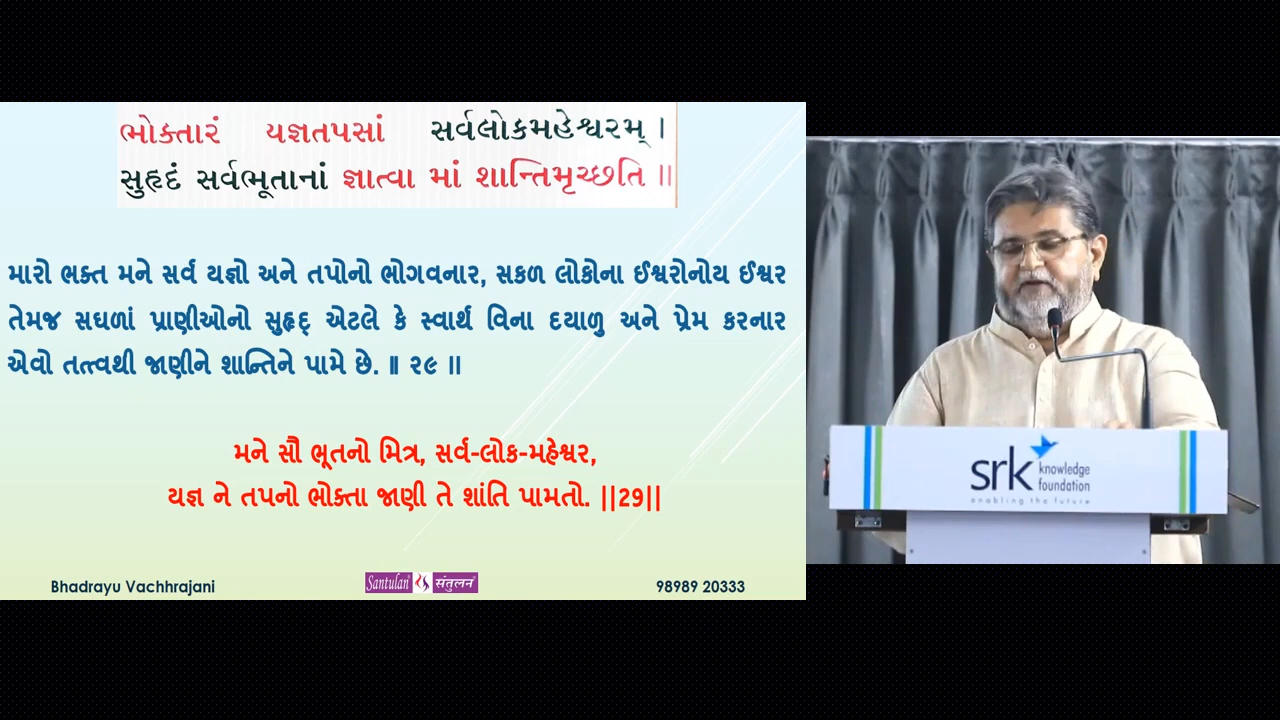 ભોક્તારં યજ્ઞતપસાં સર્વલોકમહેશ્વરમ્ ।
સુહૃદં સર્વભૂતાનાં જ્ઞાત્વા માં શાન્તિમૃચ્છતિ ॥
મારો ભક્ત મને સર્વ યજ્ઞો અને તપોનો ભોગવનાર, સકળ લોકોના ઈશ્વરોનોય ઈશ્વર
તેમજ સઘળાં પ્રાણીઓનો સુહૃદ્ એટલે કે સ્વાર્થ વિના દયાળુ અને પ્રેમ કરનાર
એવો તત્ત્વથી જાણીને શાન્તિને પામે છે. ॥ ૨૯ ।।
મને સૌ ભૂતનો મિત્ર, સર્વ-લોક-મહેશ્વર,
યજ્ઞ ને તપનો ભોક્તા જાણી તે શાંતિ પામતો. ||29||
Bhadrayu Vachhrajani
Santulan संतुलन
98989 20333
srk knowledge
foundation
enabling the future